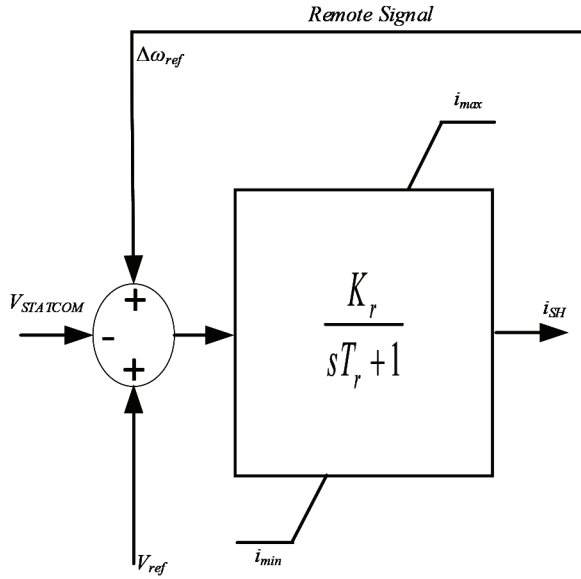 Remote Signal
Δω_ref
i_max
V_STATCOM
+
-
+
K_r
sT_r + 1
i_SH
V_ref
i_min